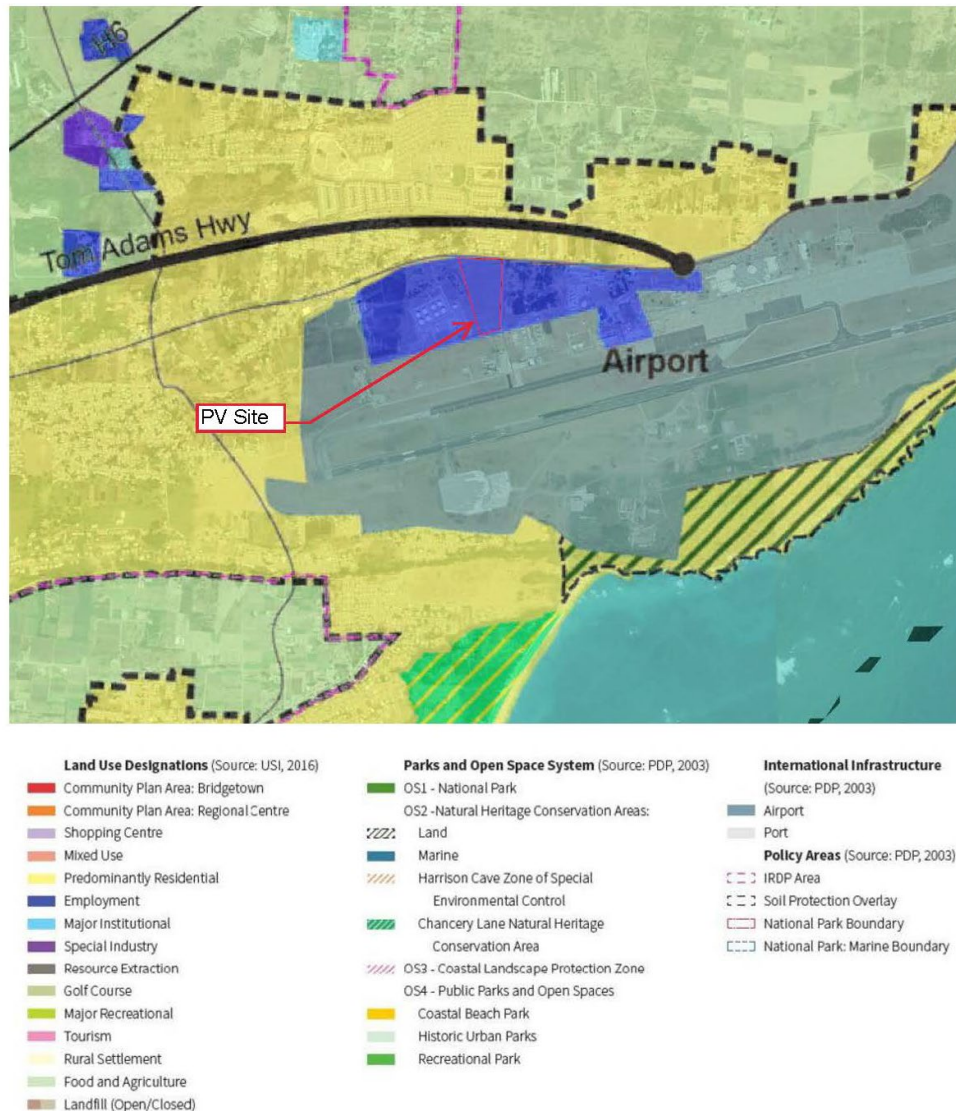 H6
Tom Adams Hwy
Airport
PV Site
Land Use Designations (Source: USI, 2016)
Community Plan Area: Bridgetown
Community Plan Area: Regional Centre
Shopping Centre
Mixed Use
Predominantly Residential
Employment
Major Institutional
Special Industry
Resource Extraction
Golf Course
Major Recreational
Tourism
Rural Settlement
Food and Agriculture
Landfill (Open/Closed)
Parks and Open Space System (Source: PDP, 2003)
OS1 - National Park
OS2 -Natural Heritage Conservation Areas:
Land
Marine
Harrison Cave Zone of Special
Environmental Control
Chancery Lane Natural Heritage
Conservation Area
OS3 - Coastal Landscape Protection Zone
OS4 - Public Parks and Open Spaces
Coastal Beach Park
Historic Urban Parks
Recreational Park
International Infrastructure
(Source: PDP, 2003)
Airport
Port
Policy Areas (Source: PDP, 2003)
IRDP Area
Soil Protection Overlay
National Park Boundary
National Park: Marine Boundary